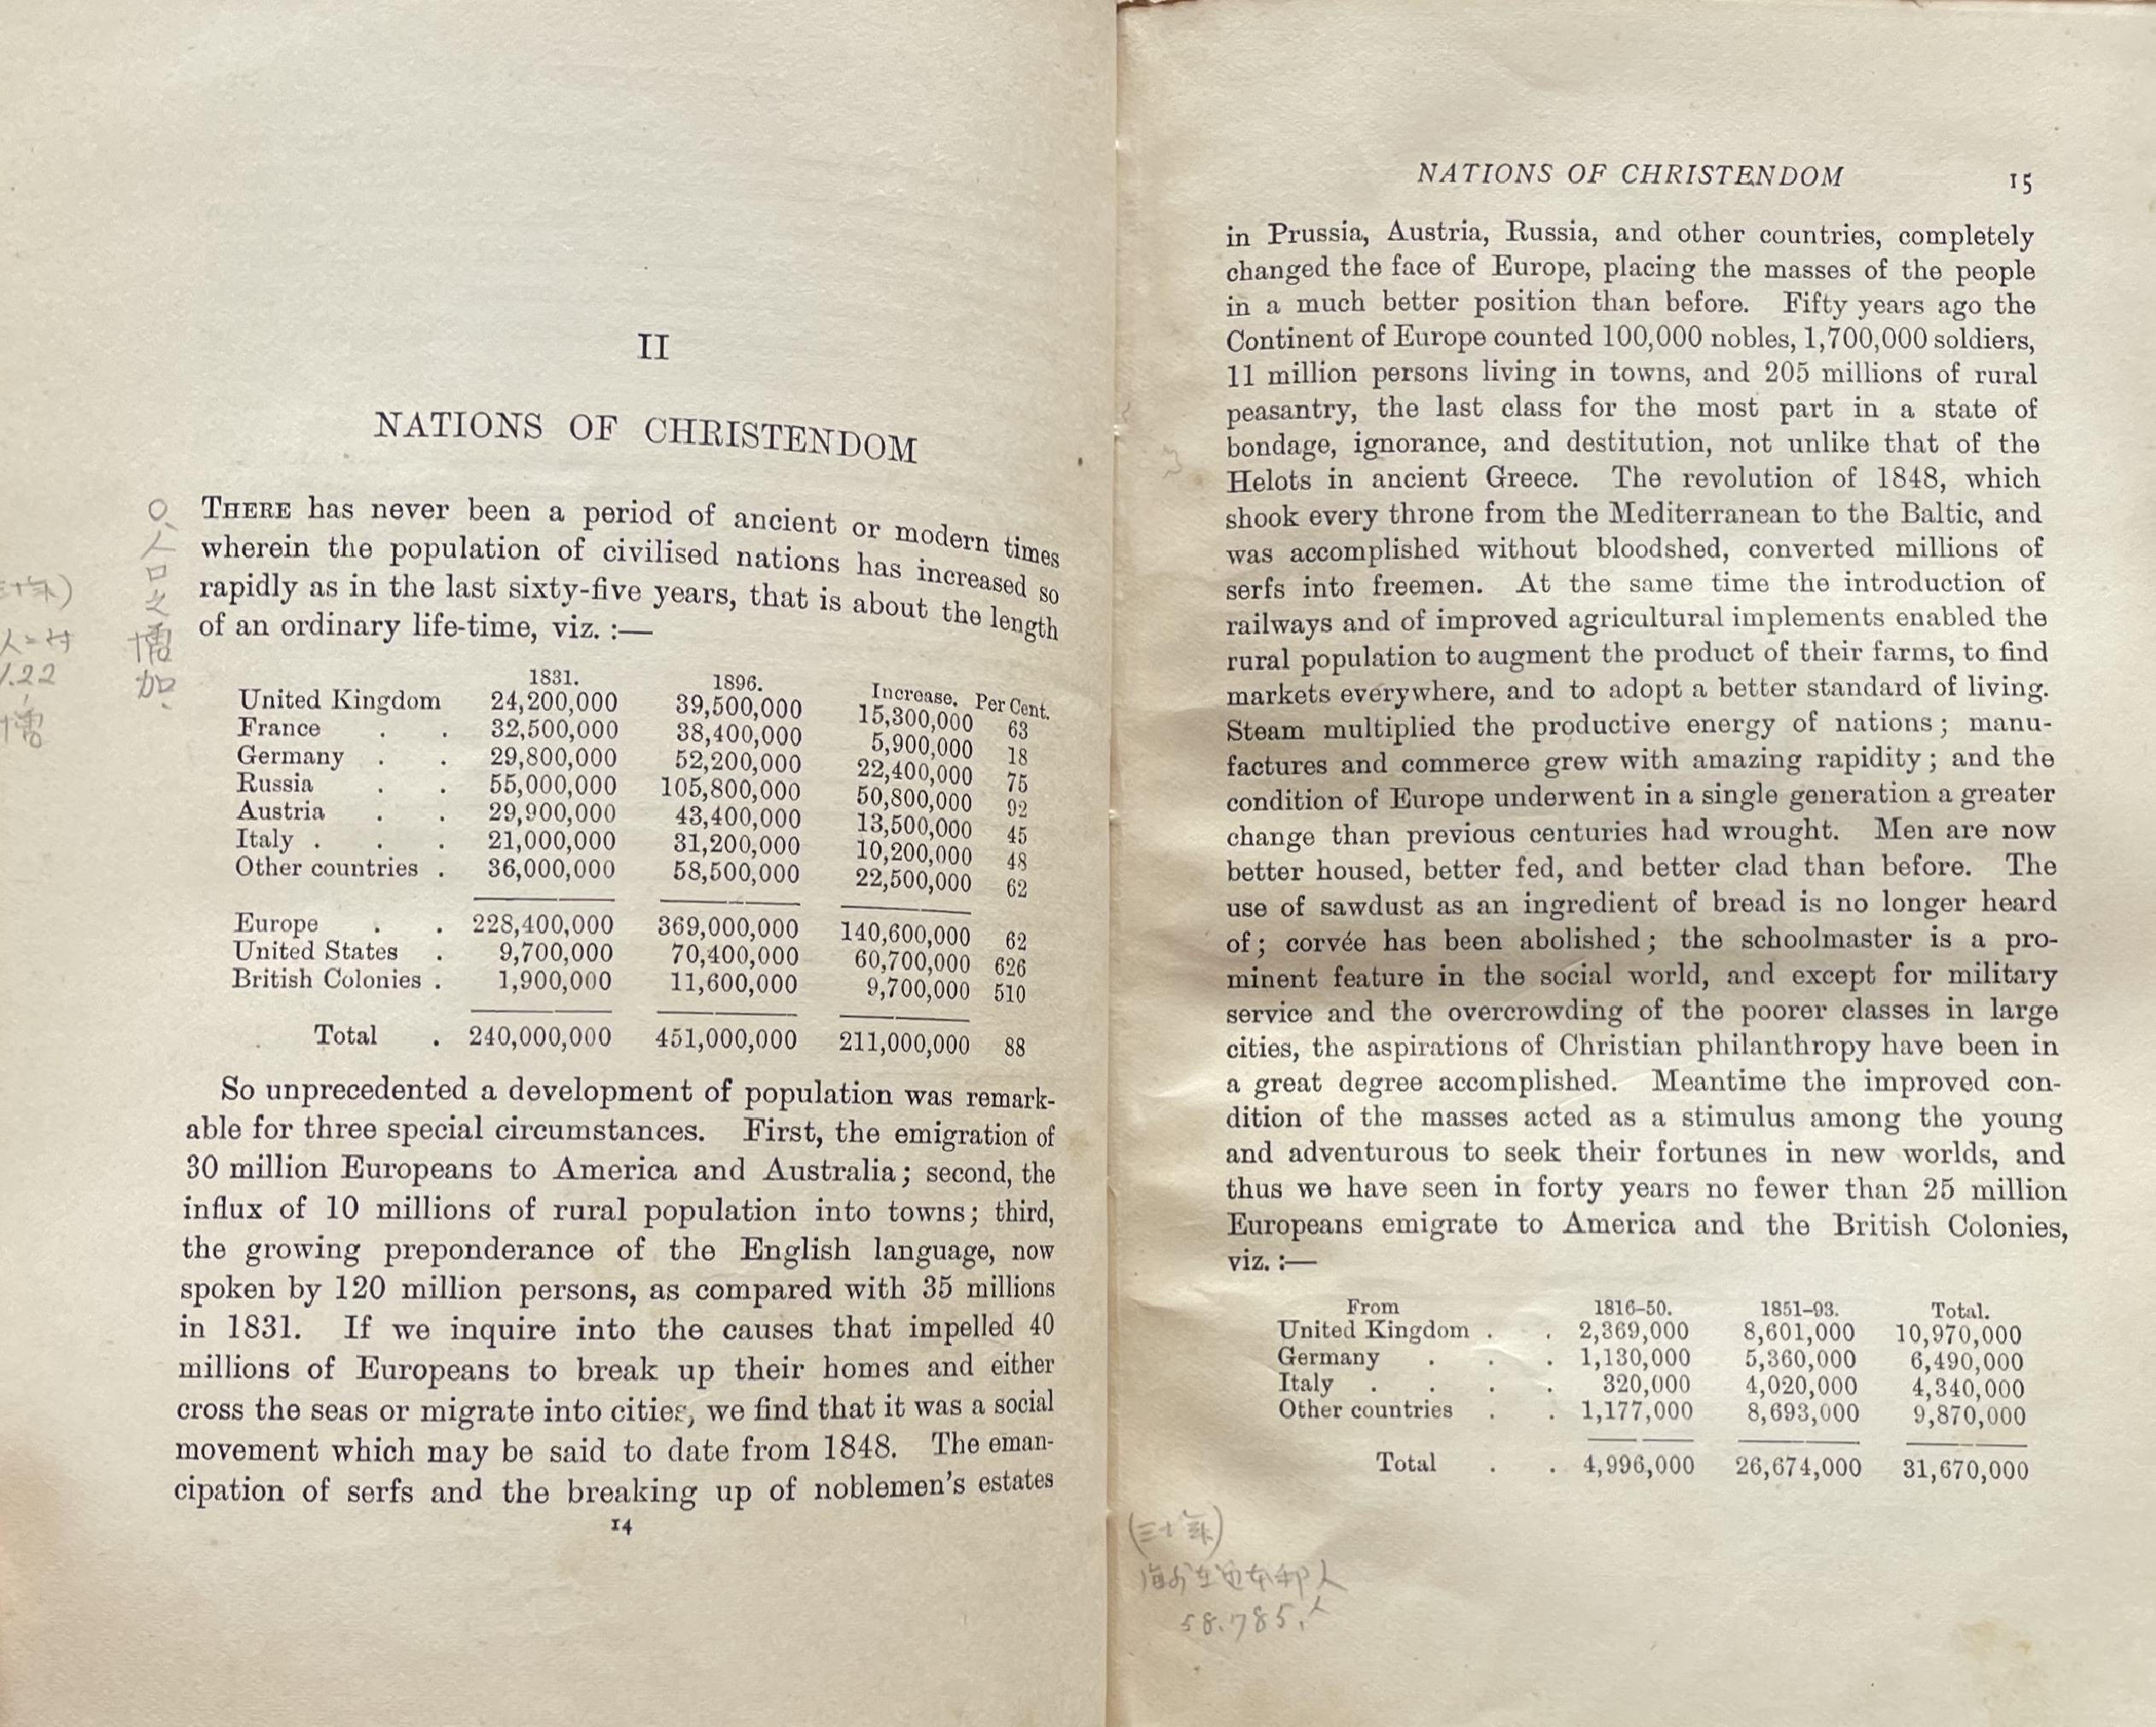 II
NATIONS OF CHRISTENDOM
THERE has never been a period of ancient or modern times
wherein the population of civilised nations has increased so
rapidly as in the last sixty-five years, that is about the length
of an ordinary life-time, viz. :—
1831. 1896. Increase. Per Cent.
United Kingdom 24,200,000 39,500,000 15,300,000 63
France . . 32,500,000 38,400,000 5,900,000 18
Germany . . 29,800,000 52,200,000 22,400,000 75
Russia . . 55,000,000 105,800,000 50,800,000 92
Austria . . 29,900,000 43,400,000 13,500,000 45
Italy . . . 21,000,000 31,200,000 10,200,000 48
Other countries . 36,000,000 58,500,000 22,500,000 62
Europe . . 228,400,000 369,000,000 140,600,000 62
United States . 9,700,000 70,400,000 60,700,000 626
British Colonies . 1,900,000 11,600,000 9,700,000 510
Total . 240,000,000 451,000,000 211,000,000 88
So unprecedented a development of population was remark-
able for three special circumstances. First, the emigration of
30 million Europeans to America and Australia; second, the
influx of 10 millions of rural population into towns; third,
the growing preponderance of the English language, now
spoken by 120 million persons, as compared with 35 millions
in 1831. If we inquire into the causes that impelled 40
millions of Europeans to break up their homes and either
cross the seas or migrate into cities, we find that it was a social
movement which may be said to date from 1848. The eman-
cipation of serfs and the breaking up of noblemen's estates
14
人口之増加
NATIONS OF CHRISTENDOM 15
in Prussia, Austria, Russia, and other countries, completely
changed the face of Europe, placing the masses of the people
in a much better position than before. Fifty years ago the
Continent of Europe counted 100,000 nobles, 1,700,000 soldiers,
11 million persons living in towns, and 205 millions of rural
peasantry, the last class for the most part in a state of
bondage, ignorance, and destitution, not unlike that of the
Helots in ancient Greece. The revolution of 1848, which
shook every throne from the Mediterranean to the Baltic, and
was accomplished without bloodshed, converted millions of
serfs into freemen. At the same time the introduction of
railways and of improved agricultural implements enabled the
rural population to augment the product of their farms, to find
markets everywhere, and to adopt a better standard of living.
Steam multiplied the productive energy of nations; manu-
factures and commerce grew with amazing rapidity; and the
condition of Europe underwent in a single generation a greater
change than previous centuries had wrought. Men are now
better housed, better fed, and better clad than before. The
use of sawdust as an ingredient of bread is no longer heard
of; corvée has been abolished; the schoolmaster is a pro-
minent feature in the social world, and except for military
service and the overcrowding of the poorer classes in large
cities, the aspirations of Christian philanthropy have been in
a great degree accomplished. Meantime the improved con-
dition of the masses acted as a stimulus among the young
and adventurous to seek their fortunes in new worlds, and
thus we have seen in forty years no fewer than 25 million
Europeans emigrate to America and the British Colonies,
viz. :—
From 1816–50. 1851–93. Total.
United Kingdom . . 2,369,000 8,601,000 10,970,000
Germany . . . 1,130,000 5,360,000 6,490,000
Italy . . . . 320,000 4,020,000 4,340,000
Other countries . . 1,177,000 8,693,000 9,870,000
Total . . 4,996,000 26,674,000 31,670,000
(三十年)
58.785.人